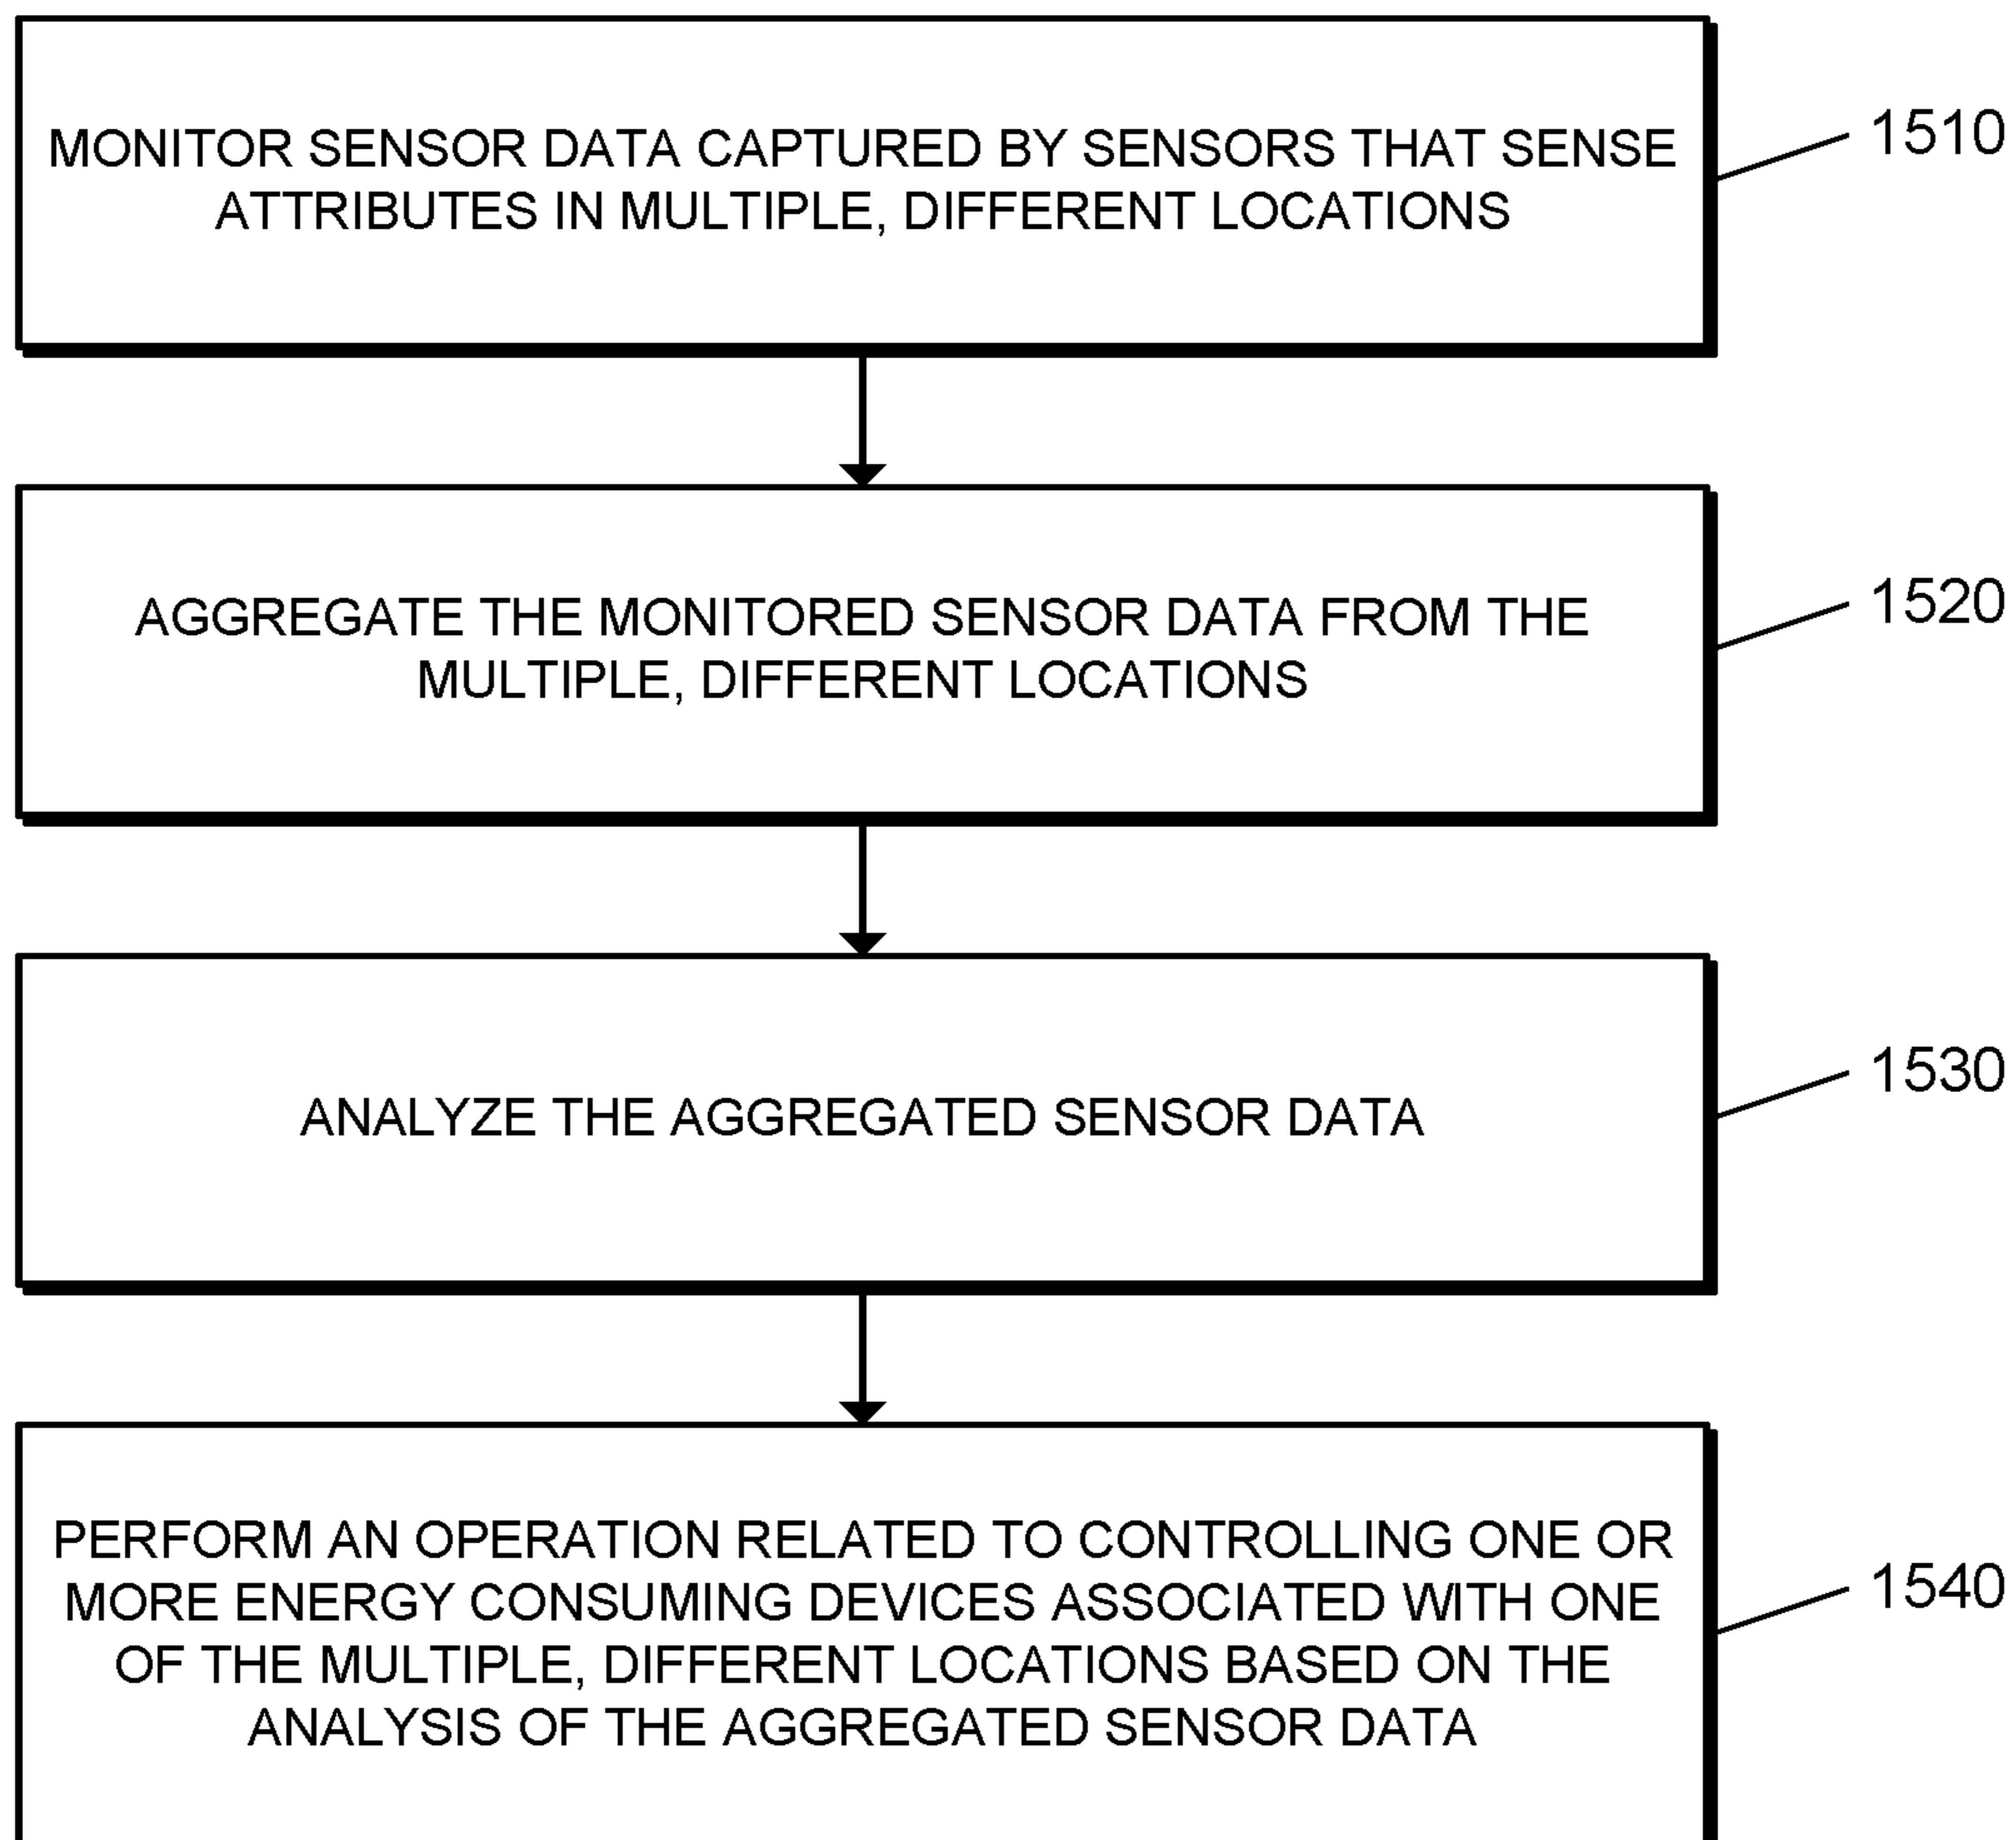 MONITOR SENSOR DATA CAPTURED BY SENSORS THAT SENSE
ATTRIBUTES IN MULTIPLE, DIFFERENT LOCATIONS
1510
AGGREGATE THE MONITORED SENSOR DATA FROM THE
MULTIPLE, DIFFERENT LOCATIONS
1520
ANALYZE THE AGGREGATED SENSOR DATA
1530
PERFORM AN OPERATION RELATED TO CONTROLLING ONE OR
MORE ENERGY CONSUMING DEVICES ASSOCIATED WITH ONE
OF THE MULTIPLE, DIFFERENT LOCATIONS BASED ON THE
ANALYSIS OF THE AGGREGATED SENSOR DATA
1540